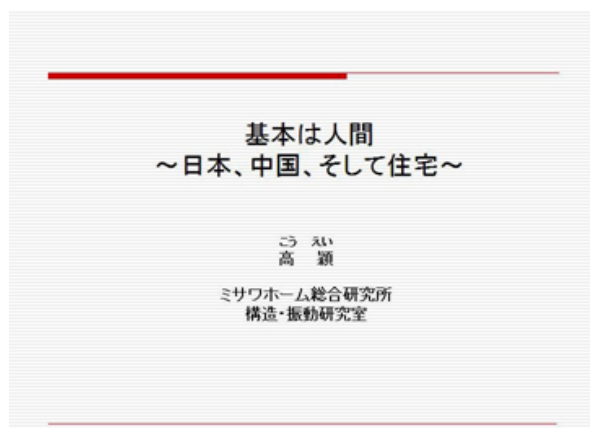 基本は人間
～日本、中国、そして住宅～
こう えい
高 穎
ミサワホーム総合研究所
構造・振動研究室